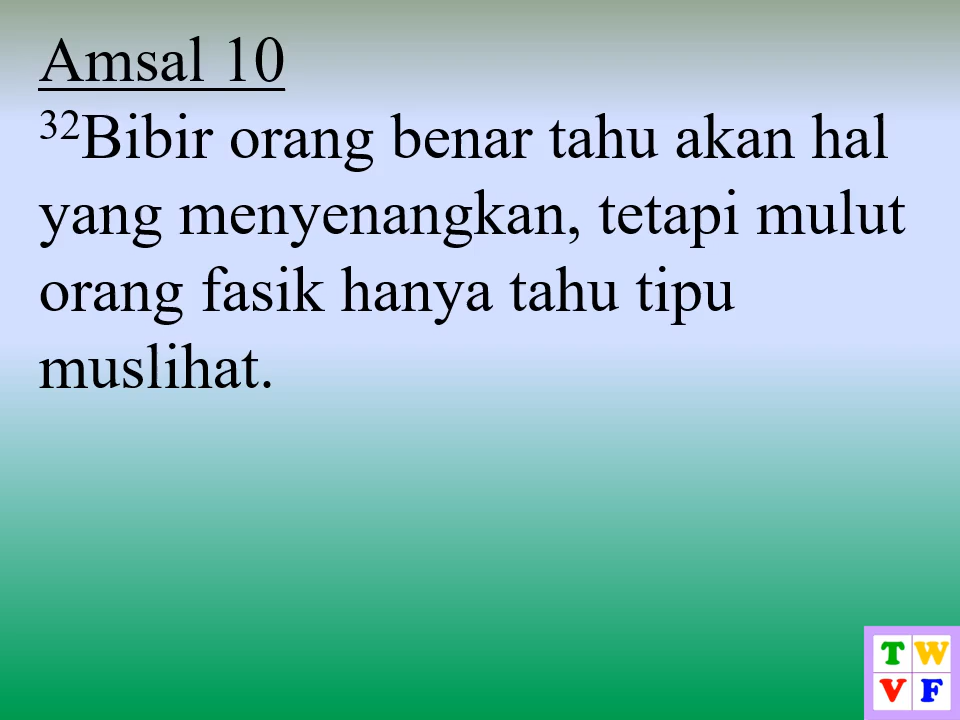 Amsal 10
32Bibir orang benar tahu akan hal
yang menyenangkan, tetapi mulut
orang fasik hanya tahu tipu
muslihat.
T W
V F